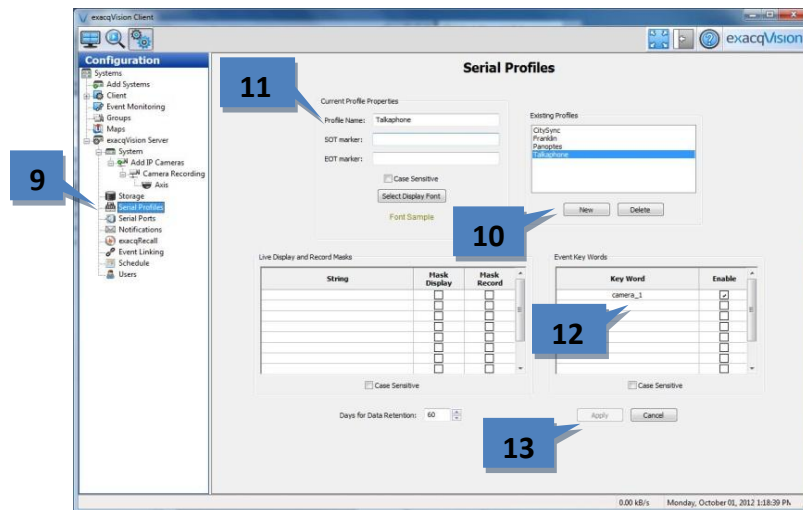 exacqVision Client
exacqVision
Configuration
Systems
Add Systems
Client
Event Monitoring
Groups
Maps
exacqVision Server
System
Add IP Cameras
Camera Recording
Axis
Storage
Serial Profiles
Serial Ports
Notifications
exacqRecall
Event Linking
Schedule
Users
9
Serial Profiles
11
Current Profile Properties
Profile Name: Talkaphone
SOT marker:
EOT marker:
Case Sensitive
Select Display Font
Font Sample
Existing Profiles
CitySync
Franklin
Panoptes
Talkaphone
New Delete
10
Live Display and Record Masks
String Mask Display Mask Record
Case Sensitive
Event Key Words
Key Word Enable
camera_1
12
Case Sensitive
Days for Data Retention: 60
Apply Cancel
13
0.00 kB/s Monday, October 01, 2012 1:18:39 PM